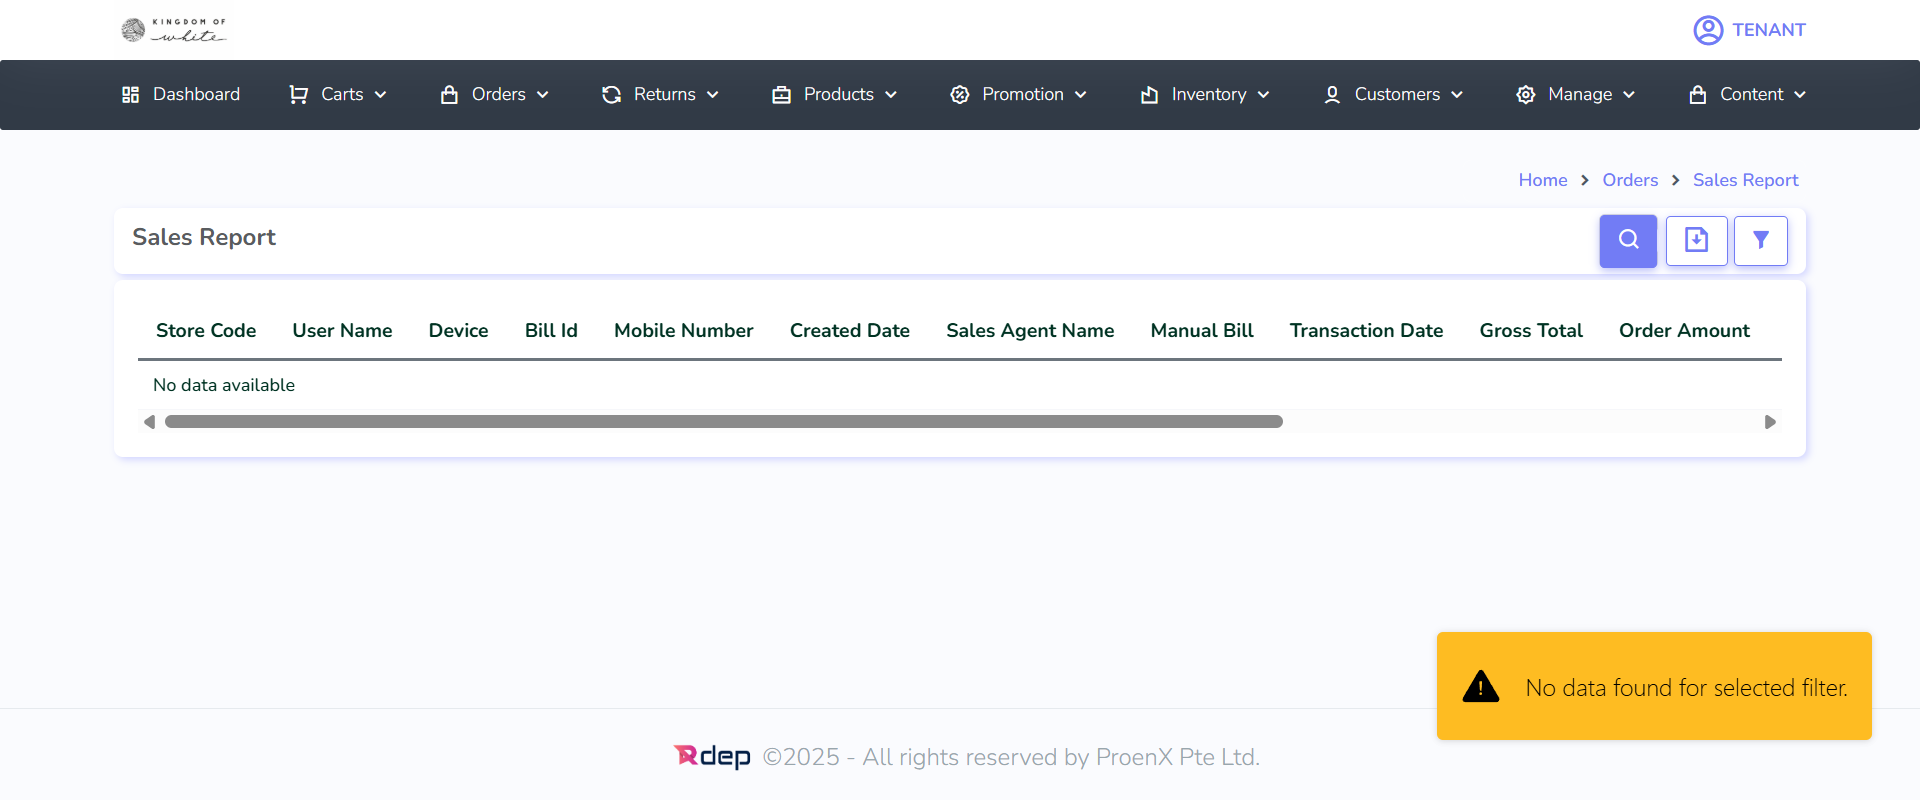 KINGDOM OF
white
TENANT
Dashboard Carts Orders Returns Products Promotion Inventory Customers Manage Content
Home > Orders > Sales Report
Sales Report
Store Code User Name Device Bill Id Mobile Number Created Date Sales Agent Name Manual Bill Transaction Date Gross Total Order Amount
No data available
No data found for selected filter.
Rdep ©2025 - All rights reserved by ProenX Pte Ltd.